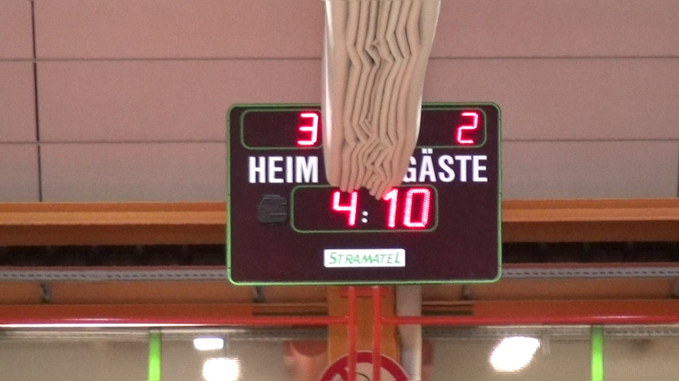 3 2
HEIM GÄSTE
4:10
STRAMATEL